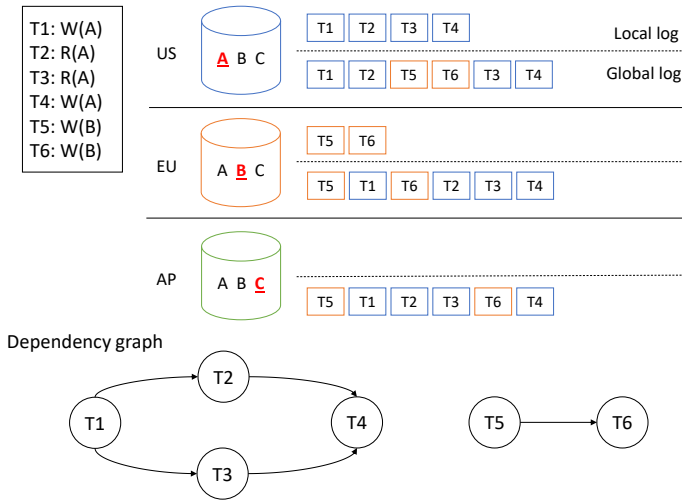 T1: W(A)
T2: R(A)
T3: R(A)
T4: W(A)
T5: W(B)
T6: W(B)
US
A B C
T1 T2 T3 T4
Local log
T1 T2 T5 T6 T3 T4
Global log
EU
A B C
T5 T6
T5 T1 T6 T2 T3 T4
AP
A B C
T5 T1 T2 T3 T6 T4
Dependency graph
T2
T1
T4
T5
T6
T3